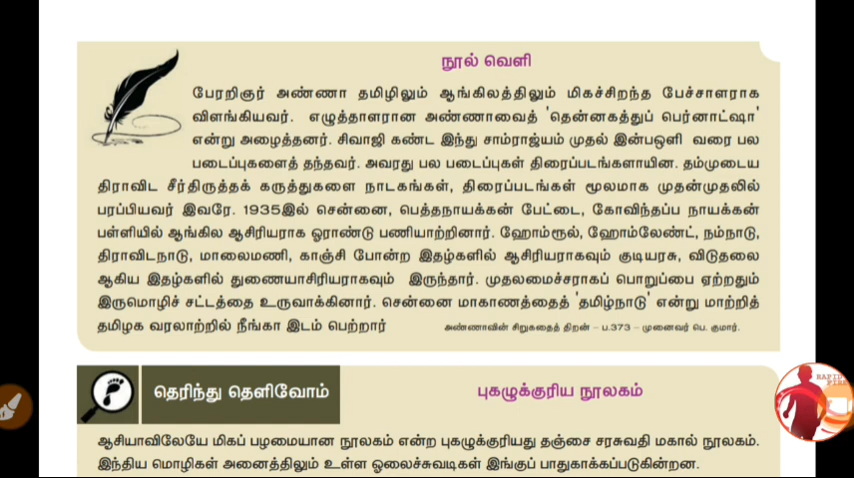 நூல் வெளி
பேரறிஞர் அண்ணா தமிழிலும் ஆங்கிலத்திலும் மிகச்சிறந்த பேச்சாளராக
விளங்கியவர். எழுத்தாளரான அண்ணாவைத் 'தென்னகத்துப் பெர்னாட்ஷா'
என்று அழைத்தனர். சிவாஜி கண்ட இந்து சாம்ராஜ்யம் முதல் இன்பஒளி வரை பல
படைப்புகளைத் தந்தவர். அவரது பல படைப்புகள் திரைப்படங்களாயின. தம்முடைய
திராவிட சீர்திருத்தக் கருத்துகளை நாடகங்கள், திரைப்படங்கள் மூலமாக முதன்முதலில்
பரப்பியவர் இவரே. 1935இல் சென்னை, பெத்தநாயக்கன் பேட்டை, கோவிந்தப்ப நாயக்கன்
பள்ளியில் ஆங்கில ஆசிரியராக ஓராண்டு பணியாற்றினார். ஹோம்ரூல், ஹோம்லேண்ட், நம்நாடு,
திராவிடநாடு, மாலைமணி, காஞ்சி போன்ற இதழ்களில் ஆசிரியராகவும் குடியரசு, விடுதலை
ஆகிய இதழ்களில் துணையாசிரியராகவும் இருந்தார். முதலமைச்சராகப் பொறுப்பை ஏற்றதும்
இருமொழிச் சட்டத்தை உருவாக்கினார். சென்னை மாகாணத்தைத் 'தமிழ்நாடு' என்று மாற்றித்
தமிழக வரலாற்றில் நீங்கா இடம் பெற்றார் அண்ணாவின் சிறுகதைத் திறன் – ப.373 – முனைவர் பெ. குமார்.
தெரிந்து தெளிவோம் புகழுக்குரிய நூலகம்
ஆசியாவிலேயே மிகப் பழமையான நூலகம் என்ற புகழுக்குரியது தஞ்சை சரசுவதி மகால் நூலகம்.
இந்திய மொழிகள் அனைத்திலும் உள்ள ஓலைச்சுவடிகள் இங்குப் பாதுகாக்கப்படுகின்றன.